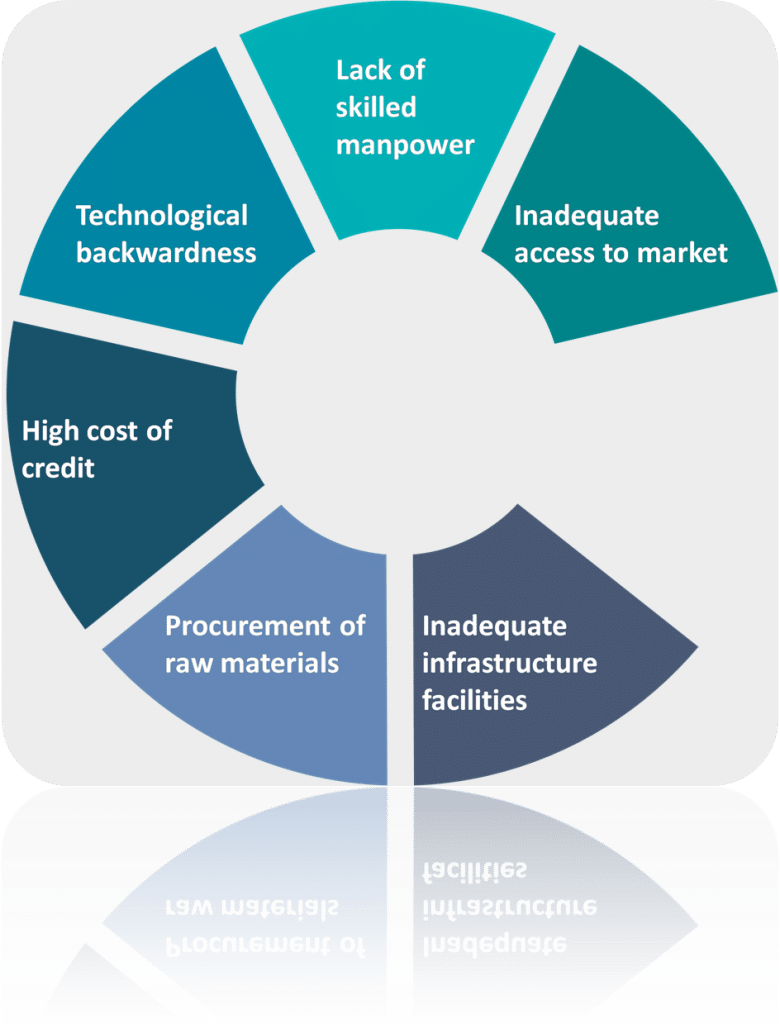 Lack of
skilled
manpower
Inadequate
access to market
Technological
backwardness
High cost of
credit
Procurement of
raw materials
Inadequate
infrastructure
facilities